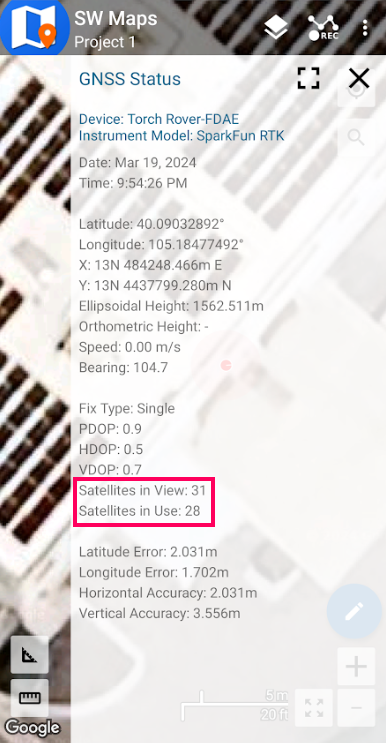 SW Maps
Project 1
REC
GNSS Status
Device: Torch Rover-FDAE
Instrument Model: SparkFun RTK
Date: Mar 19, 2024
Time: 9:54:26 PM
Latitude: 40.09032892°
Longitude: 105.18477492°
X: 13N 484248.466m E
Y: 13N 4437799.280m N
Ellipsoidal Height: 1562.511m
Orthometric Height: -
Speed: 0.00 m/s
Bearing: 104.7
Fix Type: Single
PDOP: 0.9
HDOP: 0.5
VDOP: 0.7
Satellites in View: 31
Satellites in Use: 28
Latitude Error: 2.031m
Longitude Error: 1.702m
Horizontal Accuracy: 2.031m
Vertical Accuracy: 3.556m
5 m
20 ft
Google